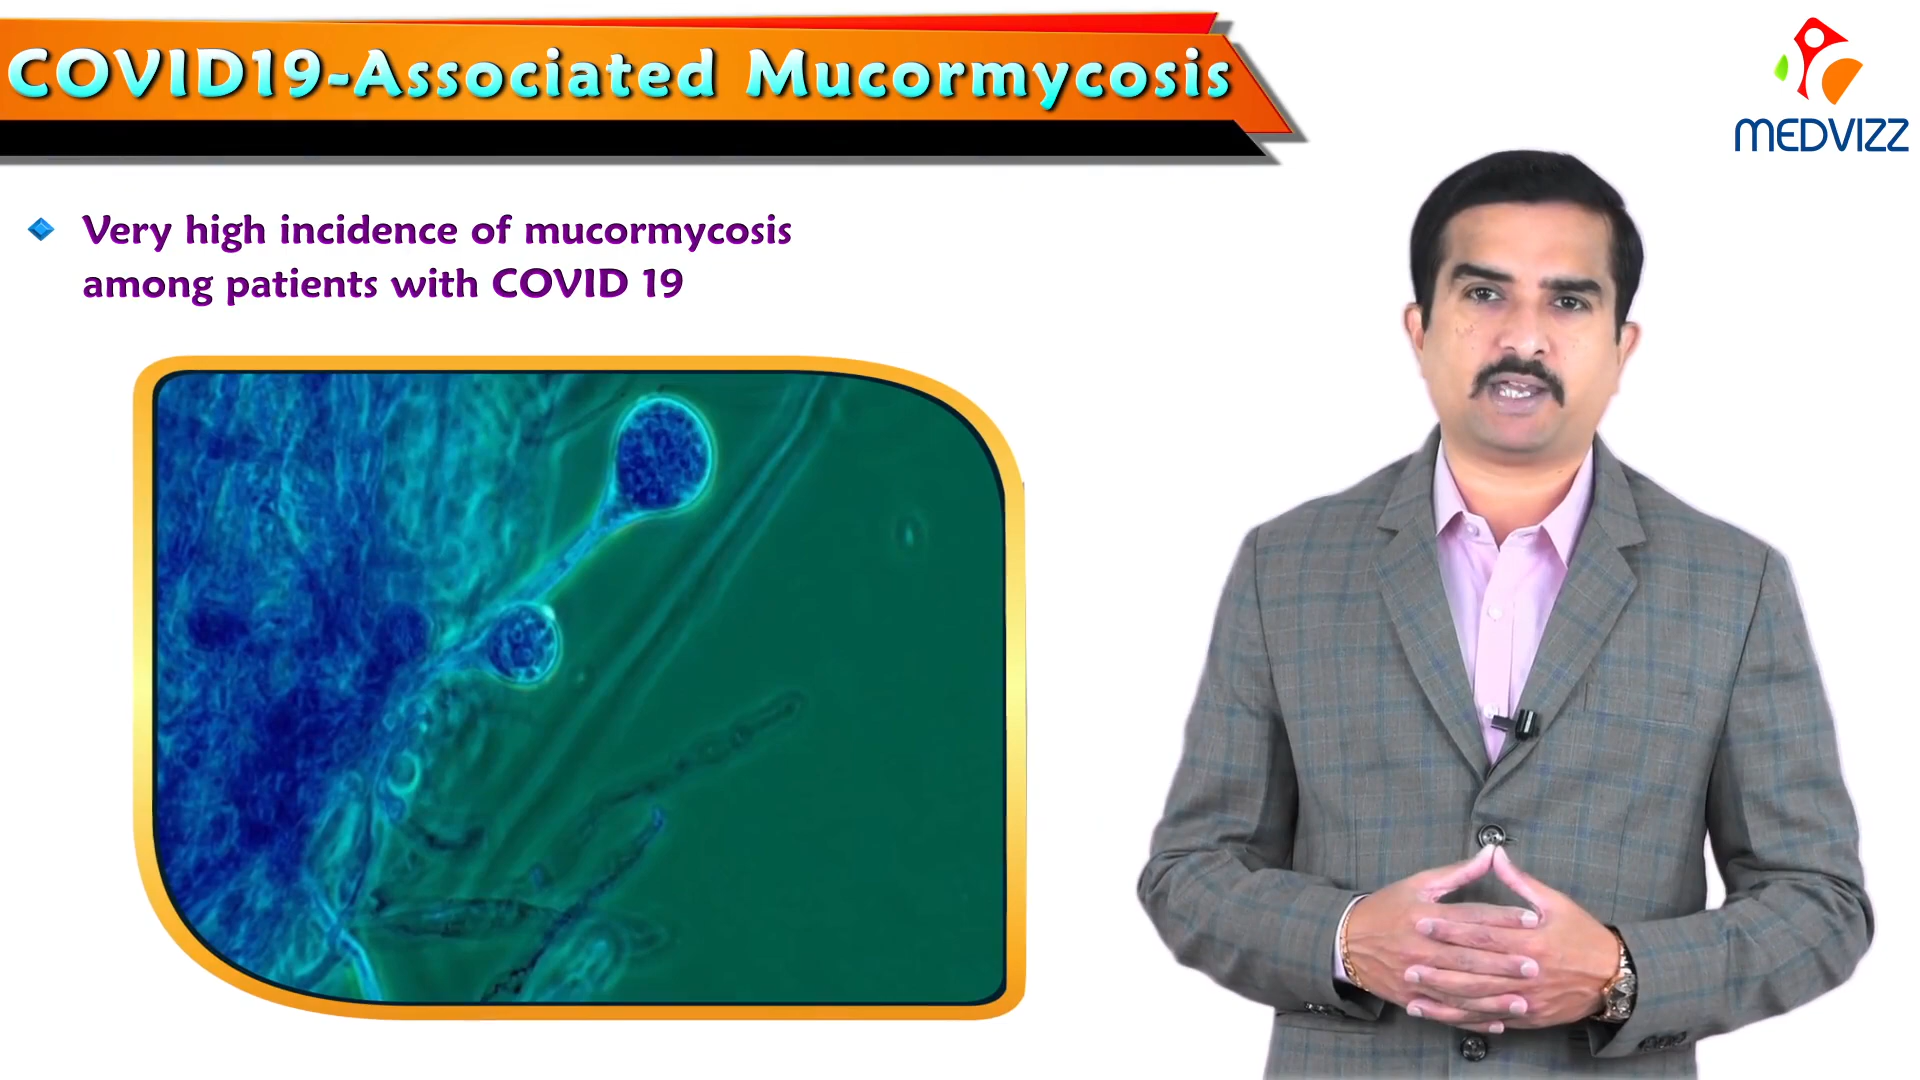 COVID19-Associated Mucormycosis
MEDVIZZ
Very high incidence of mucormycosis
among patients with COVID 19